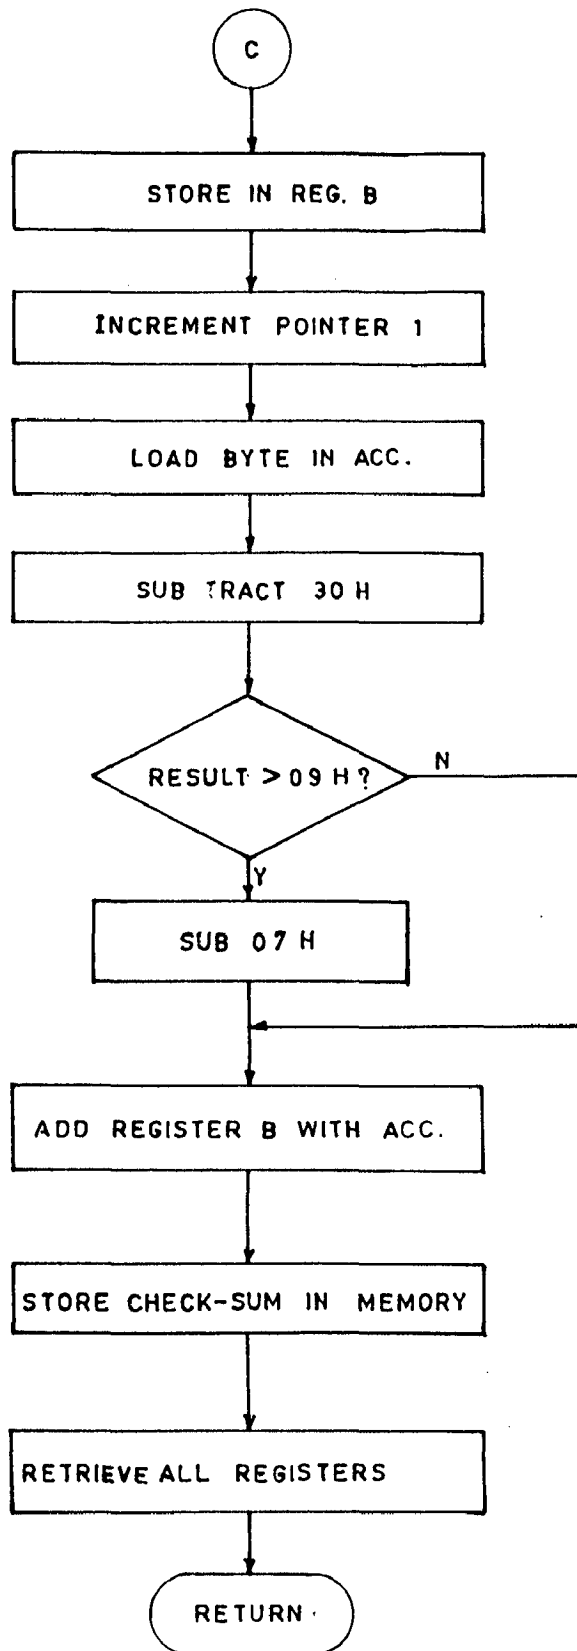 C
STORE IN REG. B
INCREMENT POINTER 1
LOAD BYTE IN ACC.
SUB TRACT 30 H
RESULT > 09 H?
N
Y
SUB 07 H
ADD REGISTER B WITH ACC.
STORE CHECK-SUM IN MEMORY
RETRIEVE ALL REGISTERS
RETURN